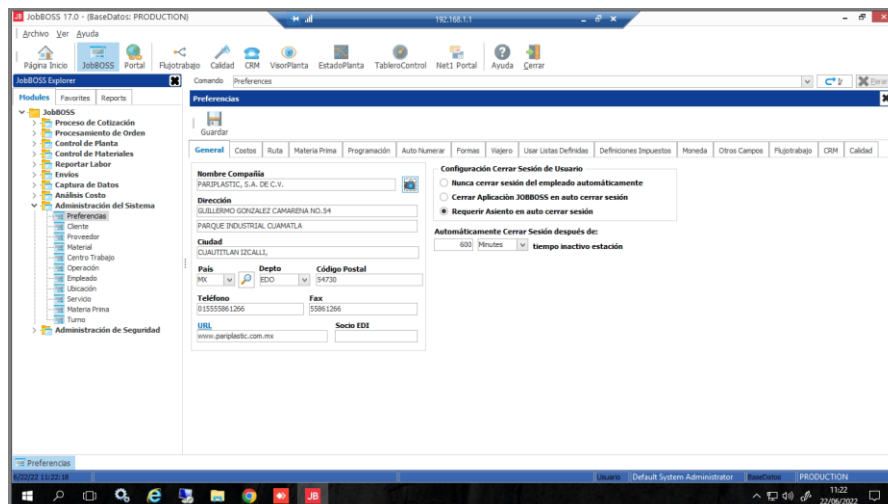 JobBOSS 17.0 - (BaseDatos: PRODUCTION)
192.168.1.1
Archivo Ver Ayuda
Página Inicio JobBOSS Portal Flujotrabajo Calidad CRM VisorPlanta EstadoPlanta TableroControl Net1 Portal Ayuda Cerrar
JobBOSS Explorer
Comando Preferences
Modules Favorites Reports
Preferencias
Guardar
JobBOSS
Proceso de Cotización
Procesamiento de Orden
Control de Planta
Control de Materiales
Reportar Labor
Envíos
Captura de Datos
Análisis Costo
Administración del Sistema
Preferencias
Cliente
Proveedor
Material
Centro Trabajo
Operación
Empleado
Ubicación
Servicio
Materia Prima
Turno
Administración de Seguridad
General Costos Ruta Materia Prima Programación Auto Numerar Formas Viajero Usar Listas Definidas Definiciones Impuestos Moneda Otros Campos Flujotrabajo CRM Calidad
Nombre Compañía
PARIPLASTIC, S.A. DE C.V.
Dirección
GUILLERMO GONZALEZ CAMARENA NO.54
PARQUE INDUSTRIAL CUAMATLA
Ciudad
CUAUTITLAN IZCALLI,
País Depto Código Postal
MX EDO 54730
Teléfono Fax
015555861266 55861266
URL Socio EDI
www.pariplastic.com.mx
Configuración Cerrar Sesión de Usuario
Nunca cerrar sesión del empleado automáticamente
Cerrar Aplicaciòn JOBBOSS en auto cerrar sesión
Requerir Asiento en auto cerrar sesión
Automáticamente Cerrar Sesión después de:
600 Minutes tiempo inactivo estación
Preferencias
6/22/22 11:22:18 Usuario Default System Administrator BaseDatos PRODUCTION
JB
11:22
22/06/2022